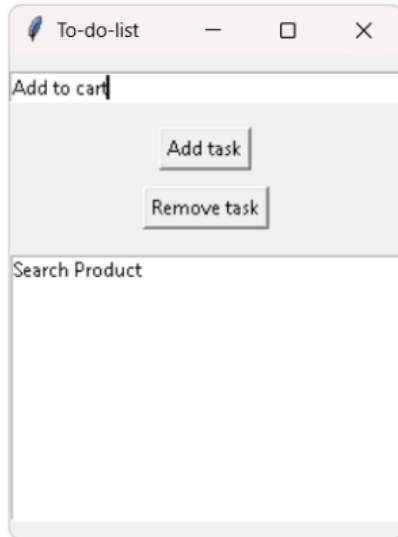 To-do-list
Add to cart
Add task
Remove task
Search Product